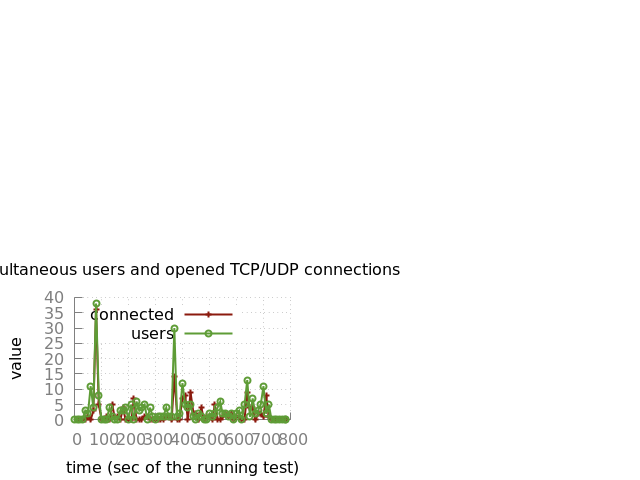 ultaneous users and opened TCP/UDP connections
40
35
30
25
20
15
10
5
0
value
connected
users
0 100 200 300 400 500 600 700 800
time (sec of the running test)